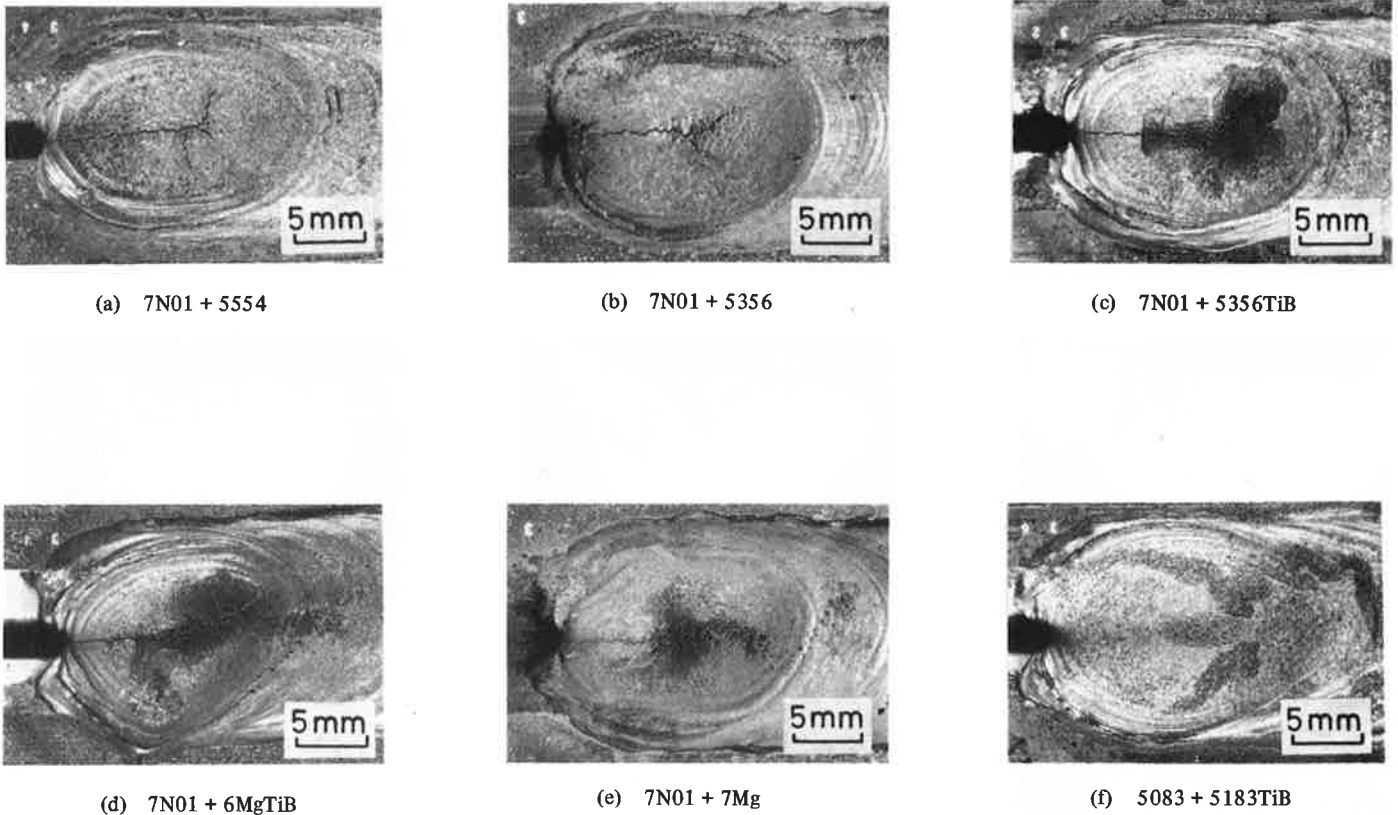 5mm
5mm
5mm
(a) 7N01 + 5554
(b) 7N01 + 5356
(c) 7N01 + 5356TiB
5mm
5mm
5mm
(d) 7N01 + 6MgTiB
(e) 7N01 + 7Mg
(f) 5083 + 5183TiB